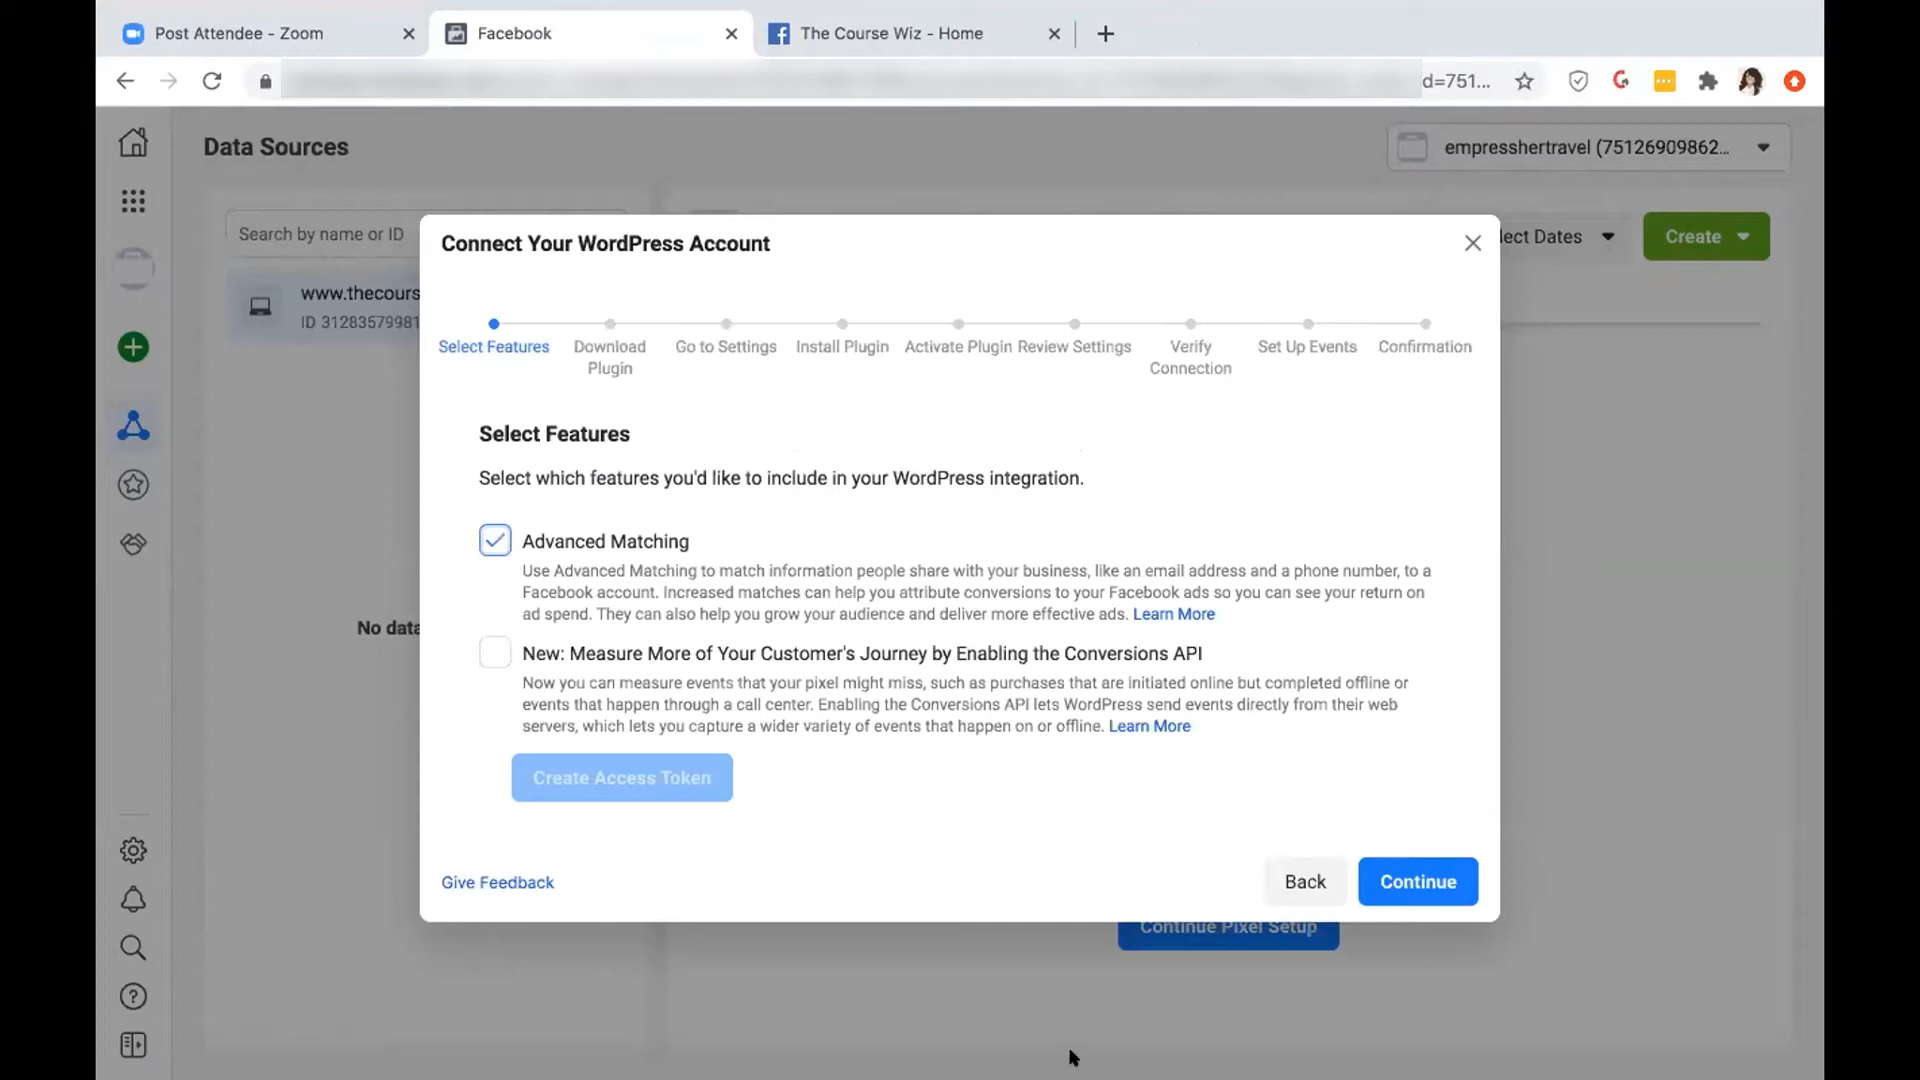 Post Attendee - Zoom
Facebook
The Course Wiz - Home
d=751...
Data Sources
empresshertravel (75126909862...
Search by name or ID
lect Dates
Create
www.thecours
ID 31283579981
No data
Connect Your WordPress Account
Select Features
Download Plugin
Go to Settings
Install Plugin
Activate Plugin
Review Settings
Verify Connection
Set Up Events
Confirmation
Select Features
Select which features you'd like to include in your WordPress integration.
Advanced Matching
Use Advanced Matching to match information people share with your business, like an email address and a phone number, to a
Facebook account. Increased matches can help you attribute conversions to your Facebook ads so you can see your return on
ad spend. They can also help you grow your audience and deliver more effective ads. Learn More
New: Measure More of Your Customer's Journey by Enabling the Conversions API
Now you can measure events that your pixel might miss, such as purchases that are initiated online but completed offline or
events that happen through a call center. Enabling the Conversions API lets WordPress send events directly from their web
servers, which lets you capture a wider variety of events that happen on or offline. Learn More
Create Access Token
Give Feedback
Back
Continue
Continue Pixel Setup